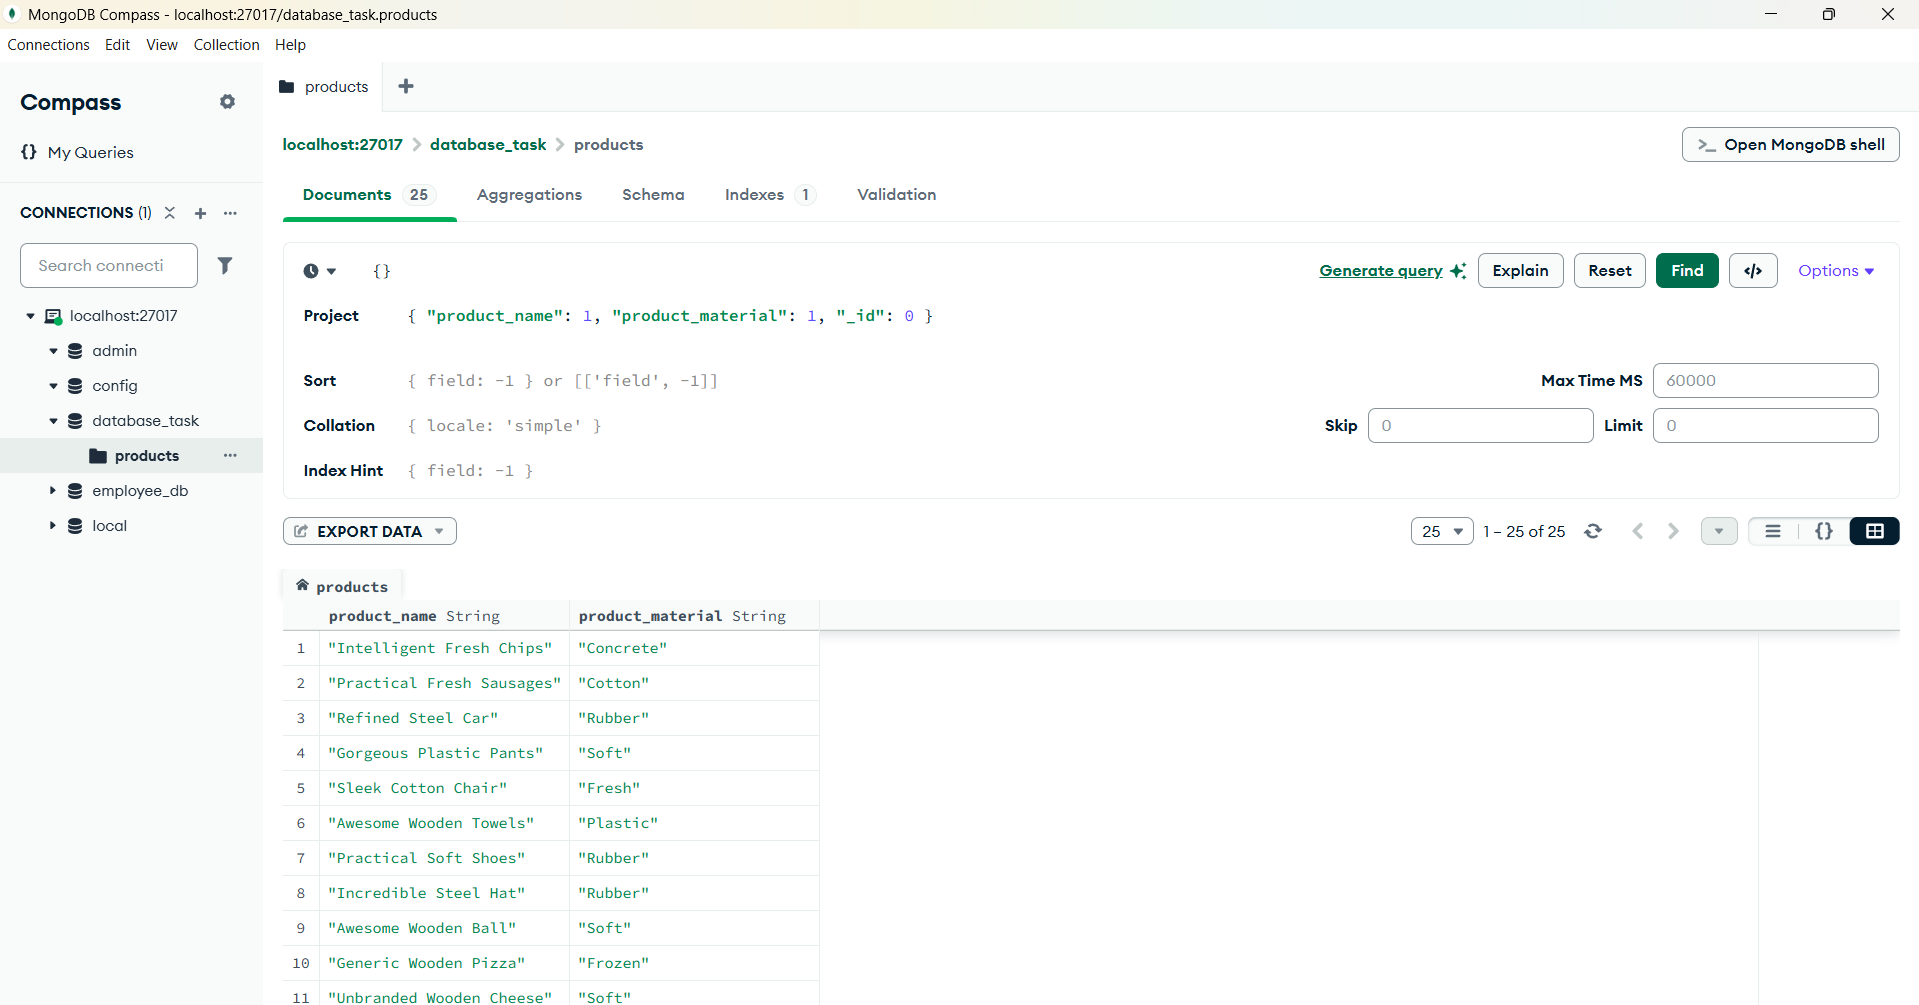 MongoDB Compass - localhost:27017/database_task.products
Connections Edit View Collection Help
Compass
products
{} My Queries
localhost:27017 > database_task > products
>_ Open MongoDB shell
Documents 25 Aggregations Schema Indexes 1 Validation
CONNECTIONS (1)
Search connecti
{}
Generate query Explain Reset Find </> Options
localhost:27017
admin
config
database_task
products
employee_db
local
Project { "product_name": 1, "product_material": 1, "_id": 0 }
Sort { field: -1 } or [['field', -1]]
Max Time MS 60000
Collation { locale: 'simple' }
Skip 0 Limit 0
Index Hint { field: -1 }
EXPORT DATA
25 1 – 25 of 25 {}
products
product_name String product_material String
1 "Intelligent Fresh Chips" "Concrete"
2 "Practical Fresh Sausages" "Cotton"
3 "Refined Steel Car" "Rubber"
4 "Gorgeous Plastic Pants" "Soft"
5 "Sleek Cotton Chair" "Fresh"
6 "Awesome Wooden Towels" "Plastic"
7 "Practical Soft Shoes" "Rubber"
8 "Incredible Steel Hat" "Rubber"
9 "Awesome Wooden Ball" "Soft"
10 "Generic Wooden Pizza" "Frozen"
11 "Unbranded Wooden Cheese" "Soft"